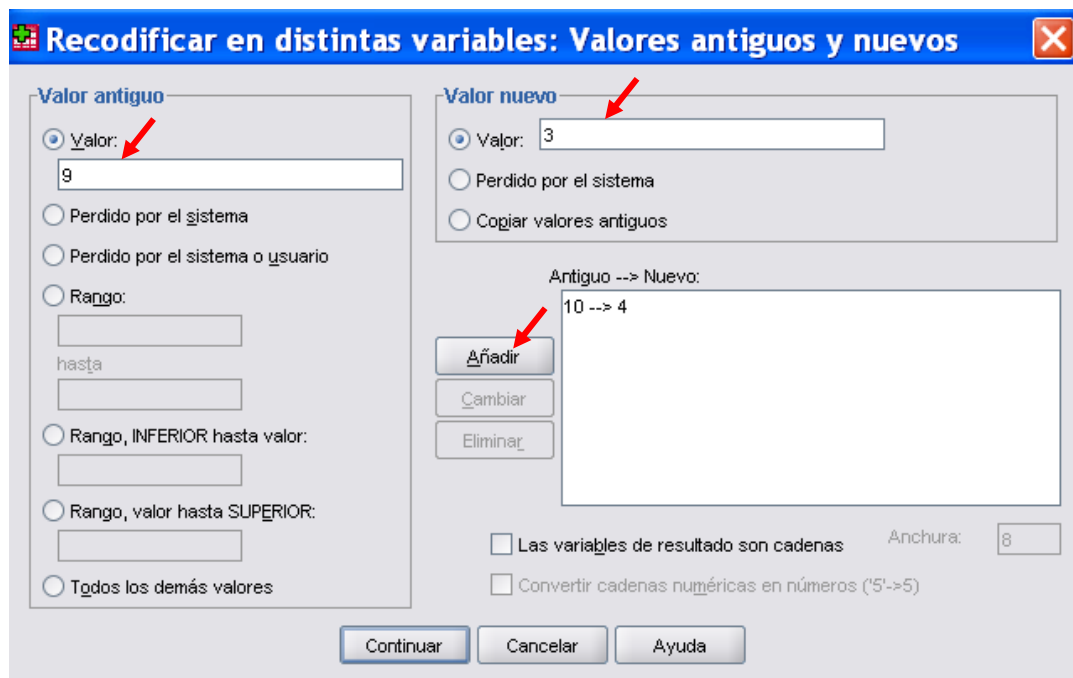 Recodificar en distintas variables: Valores antiguos y nuevos
Valor antiguo
Valor:
9
Perdido por el sistema
Perdido por el sistema o usuario
Rango:
hasta
Rango, INFERIOR hasta valor:
Rango, valor hasta SUPERIOR:
Todos los demás valores
Valor nuevo
Valor: 3
Perdido por el sistema
Copiar valores antiguos
Antiguo --> Nuevo:
10 --> 4
Añadir
Cambiar
Eliminar
Las variables de resultado son cadenas Anchura: 8
Convertir cadenas numéricas en números ('5'->5)
Continuar Cancelar Ayuda